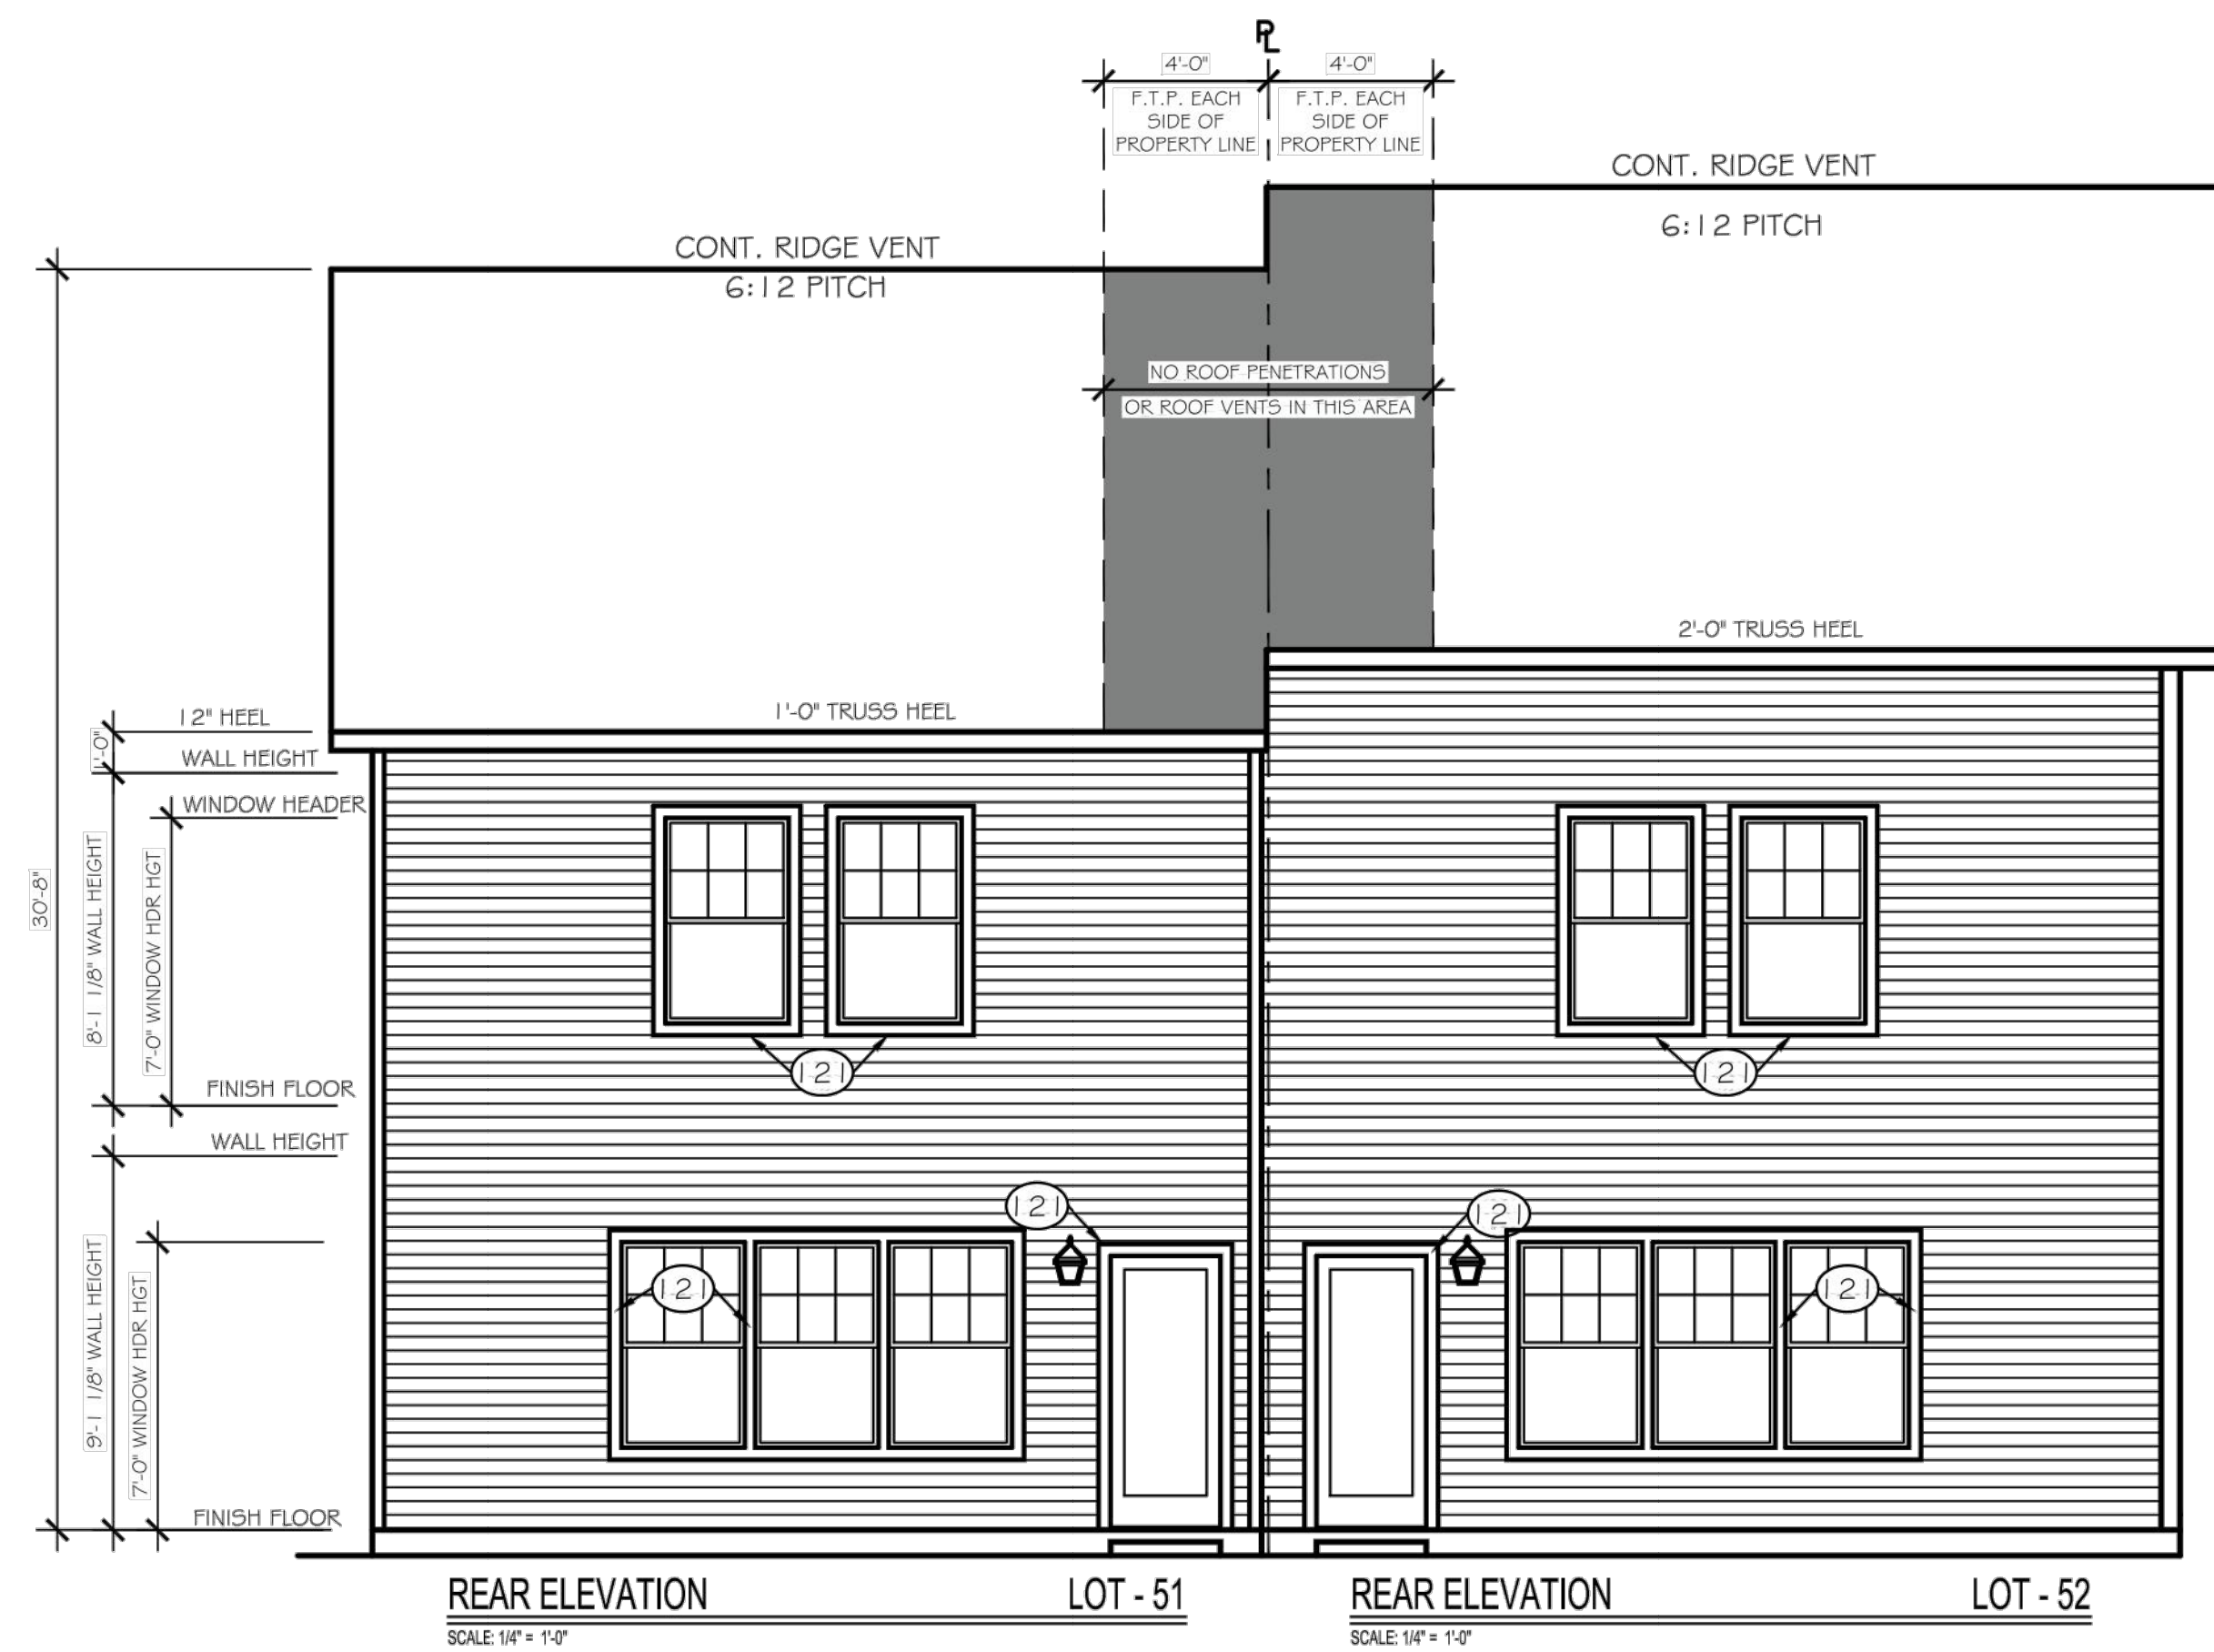 PL
4'-0" 4'-0"
F.T.P. EACH
SIDE OF
PROPERTY LINE
F.T.P. EACH
SIDE OF
PROPERTY LINE
CONT. RIDGE VENT
6:12 PITCH
CONT. RIDGE VENT
6:12 PITCH
NO ROOF PENETRATIONS
OR ROOF VENTS IN THIS AREA
2'-0" TRUSS HEEL
1'-0" TRUSS HEEL
12" HEEL
1'-0"
WALL HEIGHT
WINDOW HEADER
30'-8"
8'-1 1/8" WALL HEIGHT
7'-0" WINDOW HDR HGT
121
121
FINISH FLOOR
WALL HEIGHT
121
121
9'-1 1/8" WALL HEIGHT
7'-0" WINDOW HDR HGT
121
121
FINISH FLOOR
REAR ELEVATION LOT - 51
SCALE: 1/4" = 1'-0"
REAR ELEVATION LOT - 52
SCALE: 1/4" = 1'-0"